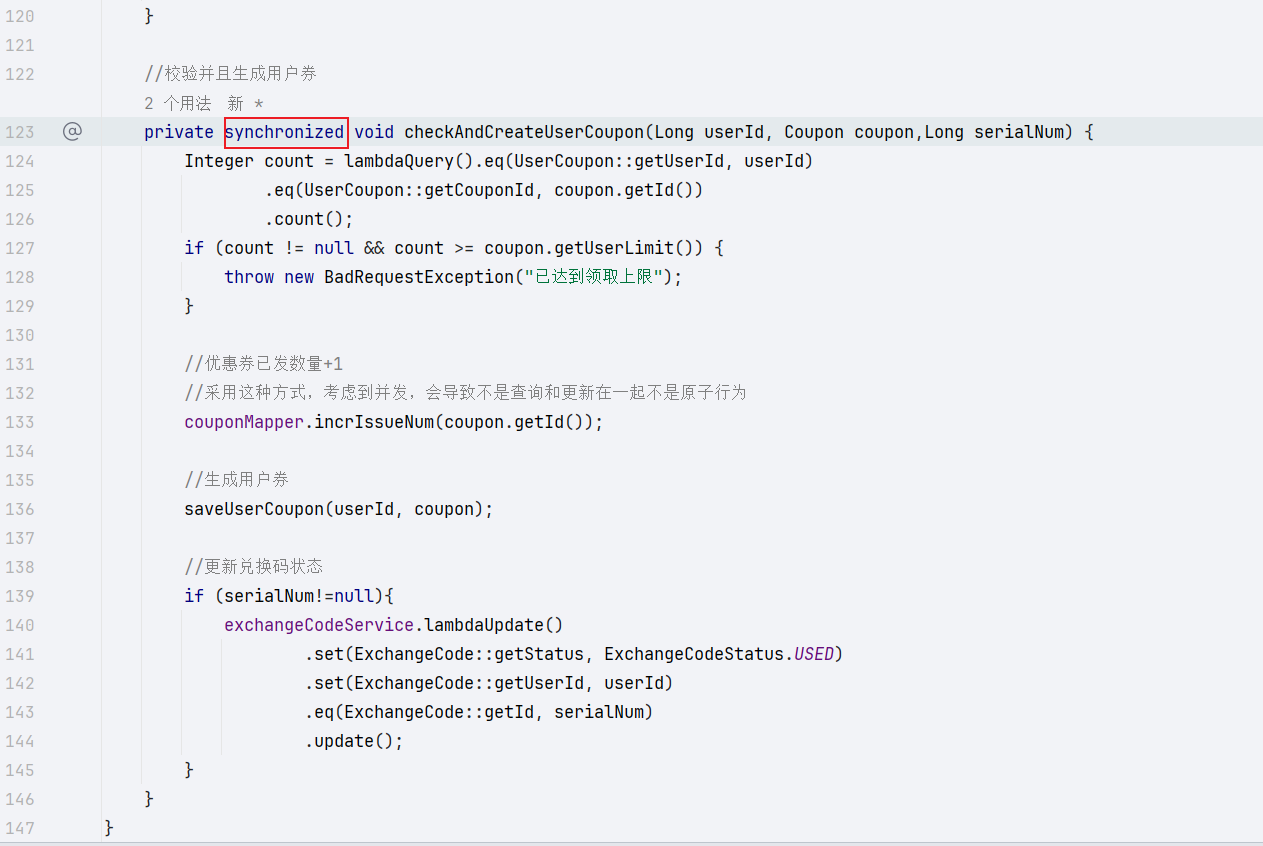 120 }
121
122 //校验并且生成用户券
2 个用法 新 *
123 @ private synchronized void checkAndCreateUserCoupon(Long userId, Coupon coupon,Long serialNum) {
124 Integer count = lambdaQuery().eq(UserCoupon::getUserId, userId)
125 .eq(UserCoupon::getCouponId, coupon.getId())
126 .count();
127 if (count != null && count >= coupon.getUserLimit()) {
128 throw new BadRequestException("已达到领取上限");
129 }
130
131 //优惠券已发数量+1
132 //采用这种方式，考虑到并发，会导致不是查询和更新在一起不是原子行为
133 couponMapper.incrIssueNum(coupon.getId());
134
135 //生成用户券
136 saveUserCoupon(userId, coupon);
137
138 //更新兑换码状态
139 if (serialNum!=null){
140 exchangeCodeService.lambdaUpdate()
141 .set(ExchangeCode::getStatus, ExchangeCodeStatus.USED)
142 .set(ExchangeCode::getUserId, userId)
143 .eq(ExchangeCode::getId, serialNum)
144 .update();
145 }
146 }
147 }